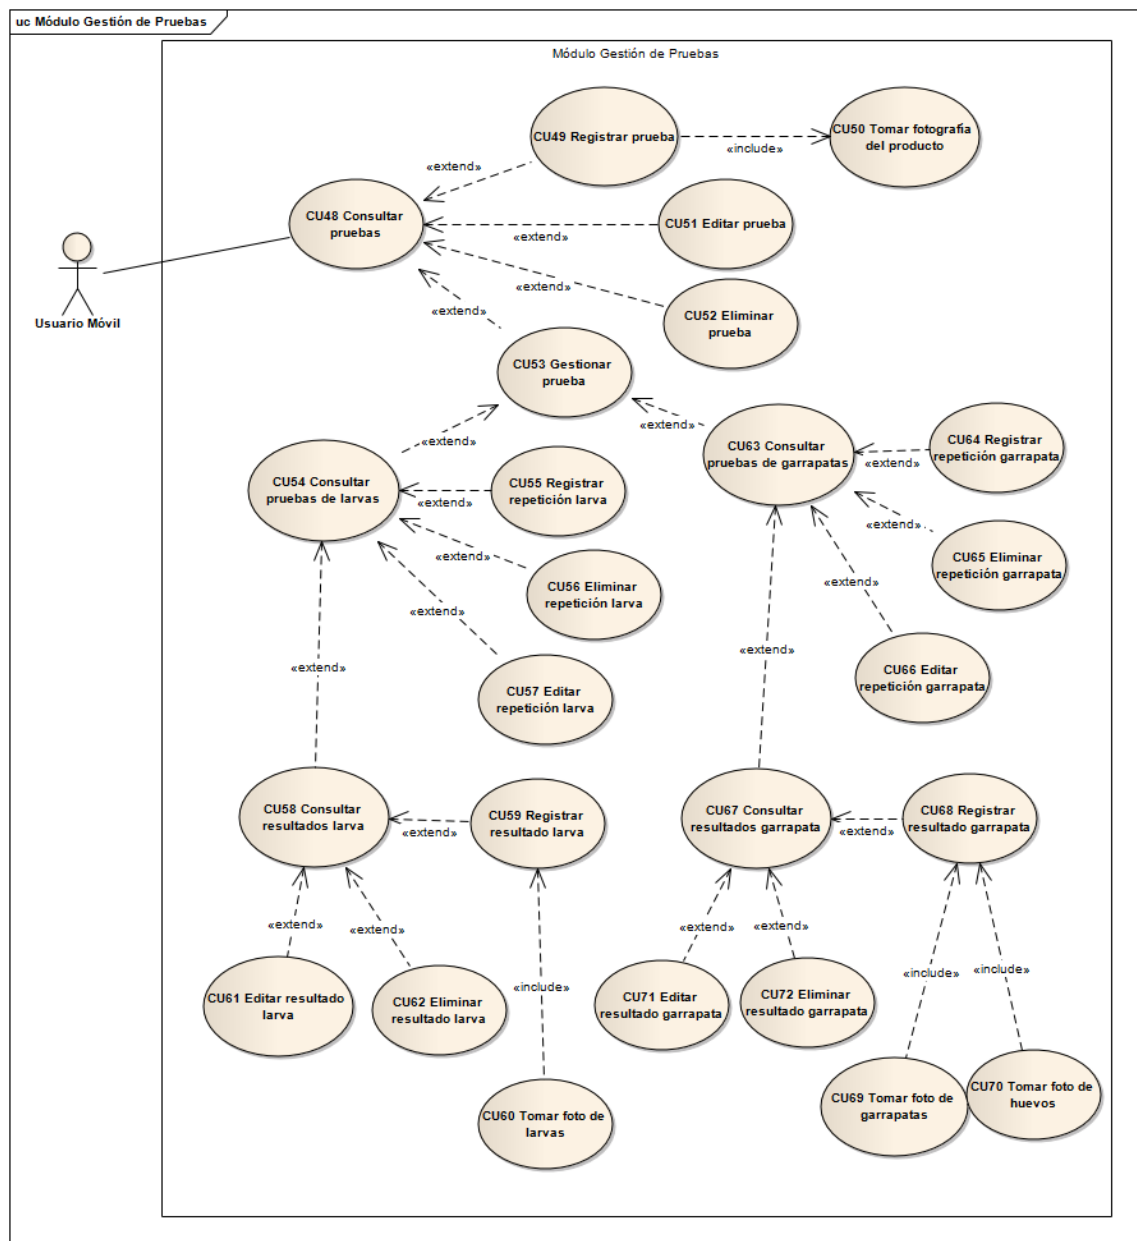 uc Módulo Gestión de Pruebas
Módulo Gestión de Pruebas
CU49 Registrar prueba
CU50 Tomar fotografía
del producto
«include»
«extend»
CU48 Consultar
pruebas
CU51 Editar prueba
«extend»
«extend»
CU52 Eliminar
prueba
«extend»
Usuario Móvil
CU53 Gestionar
prueba
«extend»
«extend»
CU63 Consultar
pruebas de garrapatas
CU64 Registrar
repetición garrapata
«extend»
CU54 Consultar
pruebas de larvas
CU55 Registrar
repetición larva
«extend»
«extend»
CU65 Eliminar
repetición garrapata
«extend»
CU56 Eliminar
repetición larva
«extend»
«extend»
CU66 Editar
repetición garrapata
«extend»
«extend»
CU57 Editar
repetición larva
CU58 Consultar
resultados larva
CU59 Registrar
resultado larva
«extend»
CU67 Consultar
resultados garrapata
CU68 Registrar
resultado garrapata
«extend»
«extend»
«extend»
«extend»
«extend»
CU61 Editar resultado
larva
CU62 Eliminar
resultado larva
«include»
CU71 Editar
resultado garrapata
CU72 Eliminar
resultado garrapata
«include»
«include»
CU60 Tomar foto de
larvas
CU69 Tomar foto de
garrapatas
CU70 Tomar foto de
huevos